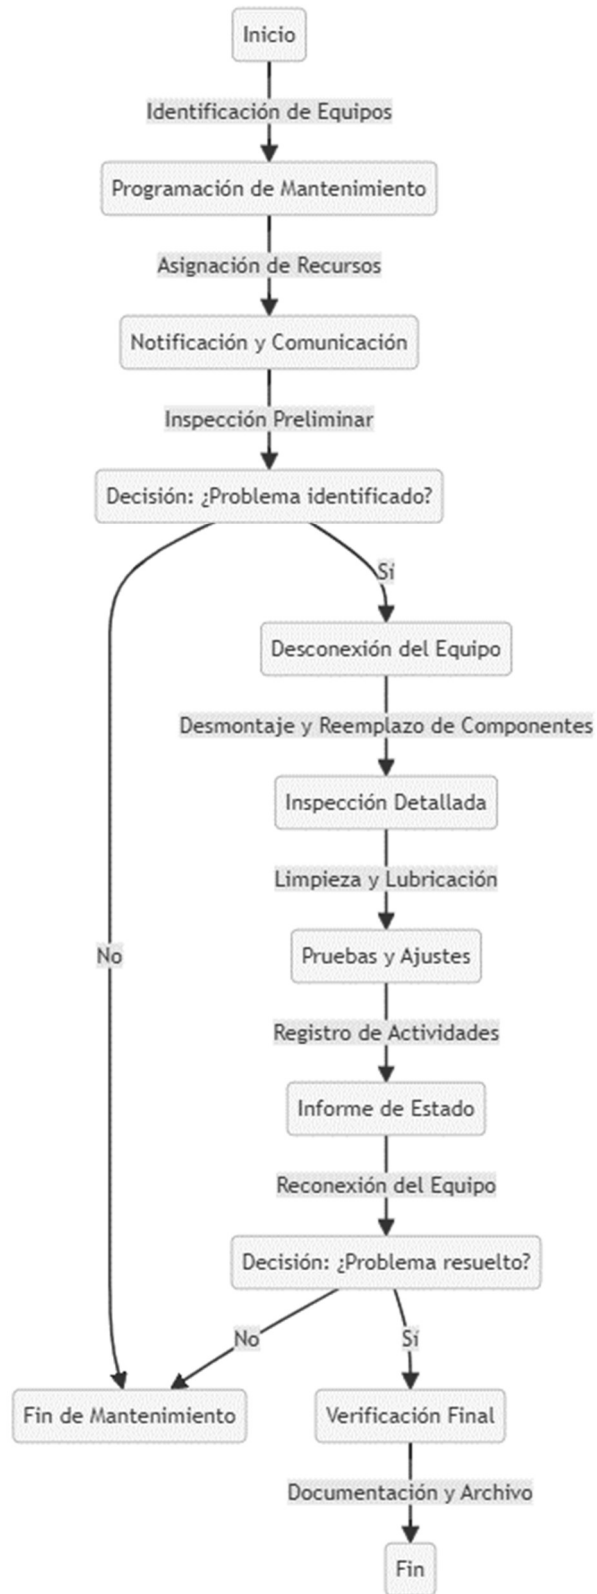 Inicio
Identificación de Equipos
Programación de Mantenimiento
Asignación de Recursos
Notificación y Comunicación
Inspección Preliminar
Decisión: ¿Problema identificado?
Sí
Desconexión del Equipo
Desmontaje y Reemplazo de Componentes
Inspección Detallada
Limpieza y Lubricación
No
Pruebas y Ajustes
Registro de Actividades
Informe de Estado
Reconexión del Equipo
Decisión: ¿Problema resuelto?
No
Sí
Fin de Mantenimiento
Verificación Final
Documentación y Archivo
Fin